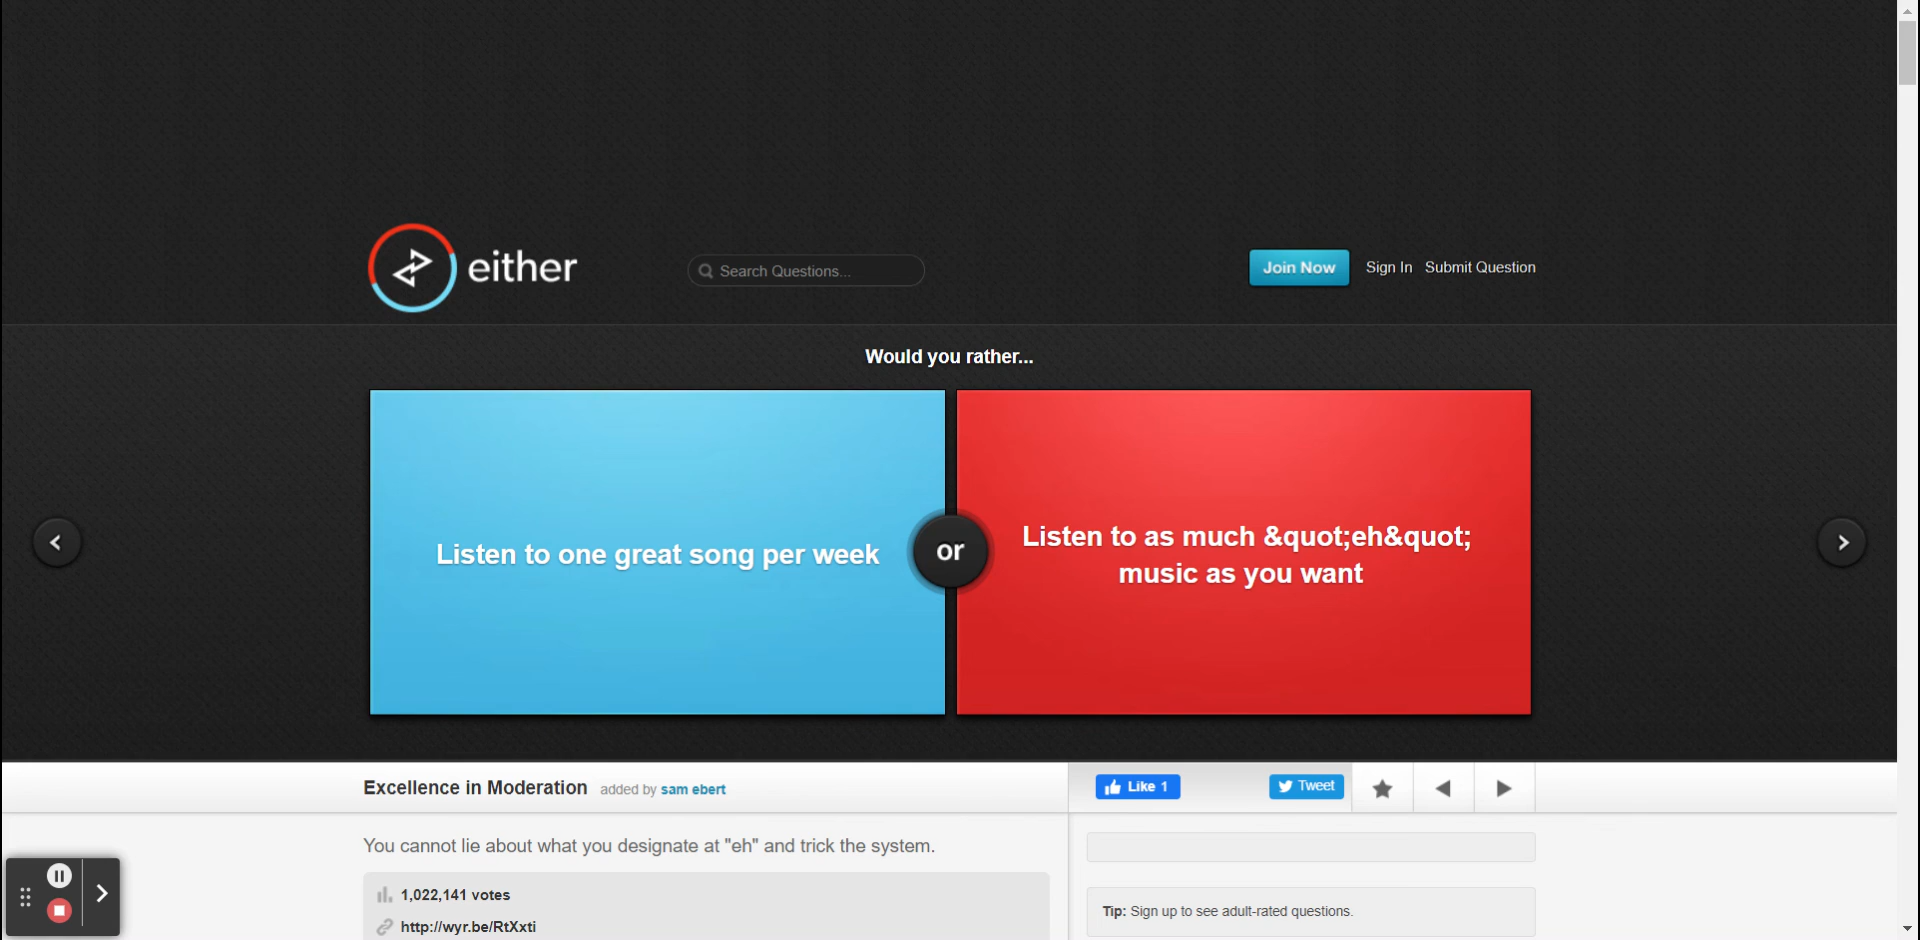 either
Search Questions...
Join Now
Sign In
Submit Question
Would you rather...
Listen to one great song per week
or
Listen to as much &quot;eh&quot;
music as you want
Excellence in Moderation added by sam ebert
Like 1
Tweet
You cannot lie about what you designate at "eh" and trick the system.
1,022,141 votes
http://wyr.be/RtXxti
Tip: Sign up to see adult-rated questions.